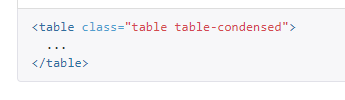 <table class="table table-condensed">
  ...
</table>